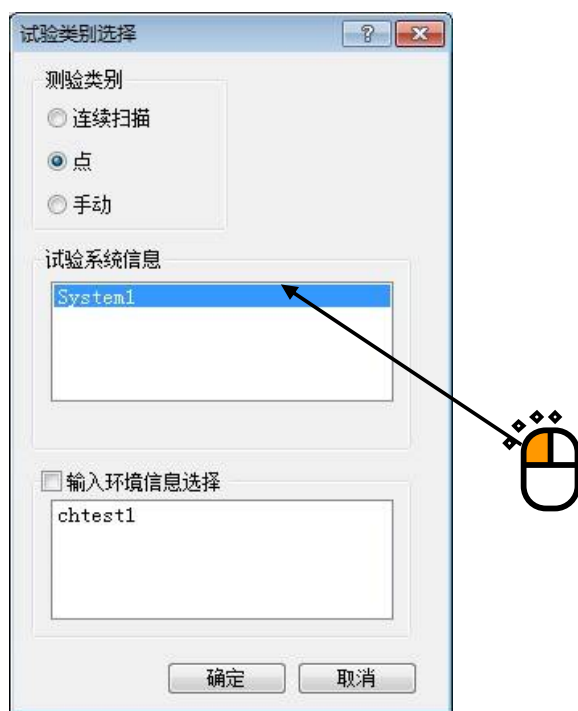 试验类别选择
测验类别
连续扫描
点
手动
试验系统信息
System1
输入环境信息选择
chtest1
确定 取消